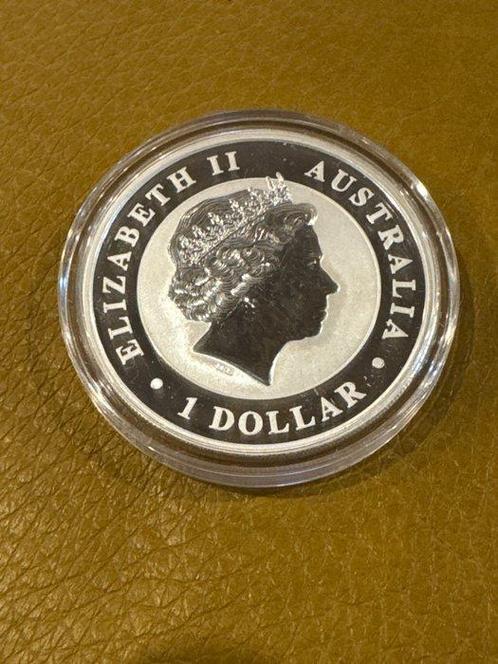 ELIZABETH II AUSTRALIA
• 1 DOLLAR •